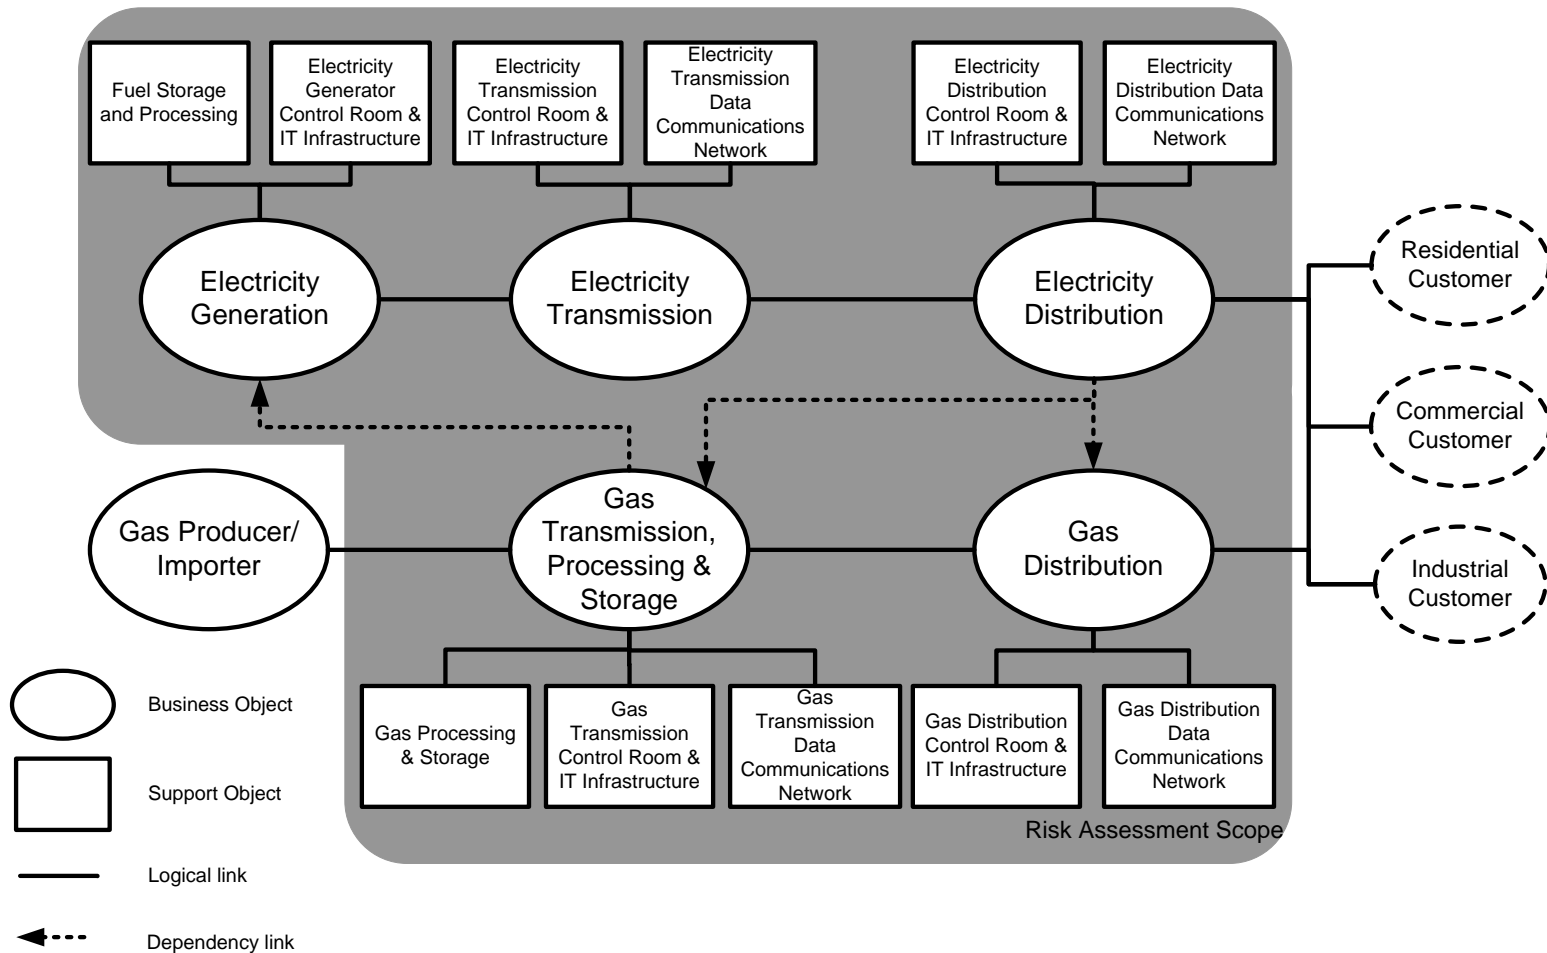 Fuel Storage
and Processing
Electricity
Generator
Control Room &
IT Infrastructure
Electricity
Transmission
Control Room &
IT Infrastructure
Electricity
Transmission
Data
Communications
Network
Electricity
Distribution
Control Room &
IT Infrastructure
Electricity
Distribution Data
Communications
Network
Electricity
Generation
Electricity
Transmission
Electricity
Distribution
Residential
Customer
Commercial
Customer
Industrial
Customer
Gas Producer/
Importer
Gas
Transmission,
Processing &
Storage
Gas
Distribution
Gas Processing
& Storage
Gas
Transmission
Control Room &
IT Infrastructure
Gas
Transmission
Data
Communications
Network
Gas Distribution
Control Room &
IT Infrastructure
Gas Distribution
Data
Communications
Network
Risk Assessment Scope
Business Object
Support Object
Logical link
Dependency link